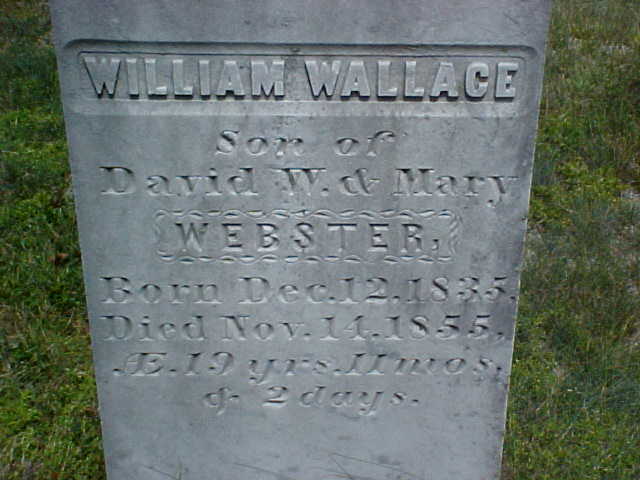 WILLIAM WALLACE
Son of
David W. & Mary
WEBSTER,
Born Dec. 12, 1835,
Died Nov. 14, 1855,
Æ. 19 yrs. 11 mos.
& 2 days.